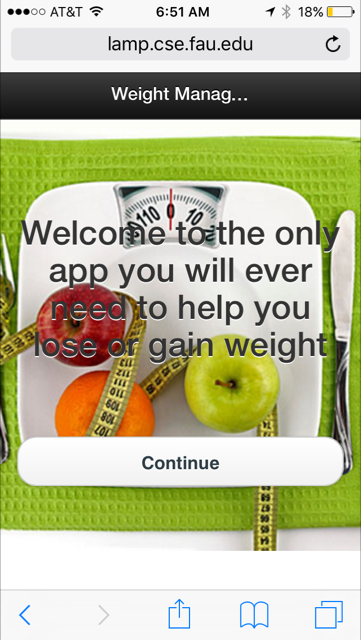 AT&T 6:51 AM 18%
lamp.cse.fau.edu
Weight Manag...
110 0 10
Welcome to the only
app you will ever
need to help you
lose or gain weight
Continue